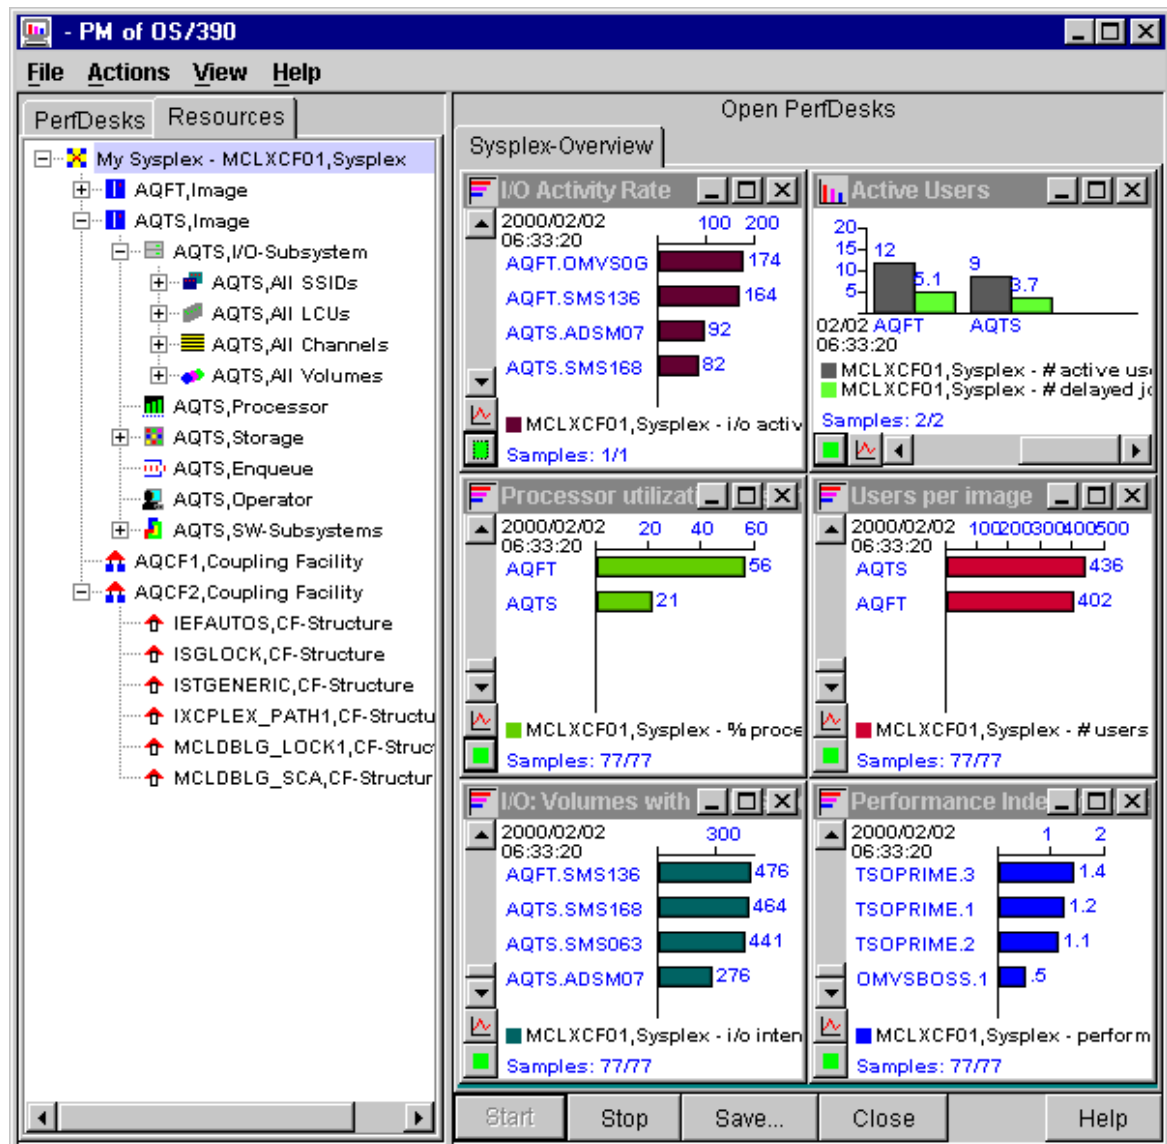 - PM of OS/390
File Actions View Help
PerfDesks Resources
My Sysplex - MCLXCF01,Sysplex
AQFT,Image
AQTS,Image
AQTS,I/O-Subsystem
AQTS,All SSIDs
AQTS,All LCUs
AQTS,All Channels
AQTS,All Volumes
AQTS,Processor
AQTS,Storage
AQTS,Enqueue
AQTS,Operator
AQTS,SW-Subsystems
AQCF1,Coupling Facility
AQCF2,Coupling Facility
IEFAUTOS,CF-Structure
ISGLOCK,CF-Structure
ISTGENERIC,CF-Structure
IXCPLEX_PATH1,CF-Structu
MCLDBLG_LOCK1,CF-Struc
MCLDBLG_SCA,CF-Structur
Open PerfDesks
Sysplex-Overview
I/O Activity Rate
2000/02/02 100 200
06:33:20
AQFT.OMVS0G 174
AQFT.SMS136 164
AQTS.ADSM07 92
AQTS.SMS168 82
MCLXCF01,Sysplex - i/o activ
Samples: 1/1
Active Users
20
15
10
5
12 5.1 9 3.7
02/02 AQFT AQTS
06:33:20
MCLXCF01,Sysplex - # active us
MCLXCF01,Sysplex - # delayed jo
Samples: 2/2
Processor utilizat
2000/02/02 20 40 60
06:33:20
AQFT 56
AQTS 21
MCLXCF01,Sysplex - % proce
Samples: 77/77
Users per image
2000/02/02 100 200 300 400 500
06:33:20
AQTS 436
AQFT 402
MCLXCF01,Sysplex - # users
Samples: 77/77
I/O: Volumes with
2000/02/02 300
06:33:20
AQFT.SMS136 476
AQTS.SMS168 464
AQTS.SMS063 441
AQTS.ADSM07 276
MCLXCF01,Sysplex - i/o inten
Samples: 77/77
Performance Inde
2000/02/02 1 2
06:33:20
TSOPRIME.3 1.4
TSOPRIME.1 1.2
TSOPRIME.2 1.1
OMVSBOSS.1 .5
MCLXCF01,Sysplex - perform
Samples: 77/77
Start Stop Save... Close Help